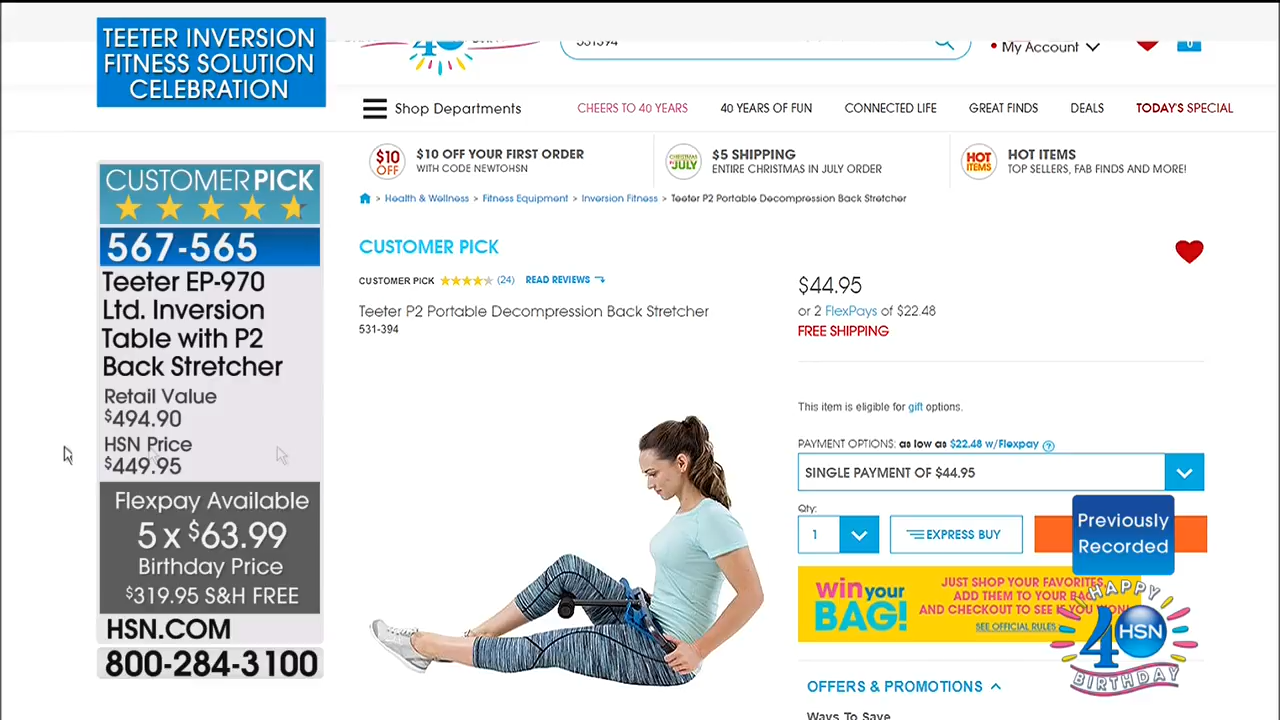 TEETER INVERSION
FITNESS SOLUTION
CELEBRATION
CUSTOMER PICK
567-565
Teeter EP-970
Ltd. Inversion
Table with P2
Back Stretcher
Retail Value
$494.90
HSN Price
$449.95
Flexpay Available
5 x $63.99
Birthday Price
$319.95 S&H FREE
HSN.COM
800-284-3100
40
531394
My Account
0
Shop Departments
CHEERS TO 40 YEARS
40 YEARS OF FUN
CONNECTED LIFE
GREAT FINDS
DEALS
TODAY'S SPECIAL
$10
OFF
$10 OFF YOUR FIRST ORDER
WITH CODE NEWTOHSN
CHRISTMAS
IN JULY
$5 SHIPPING
ENTIRE CHRISTMAS IN JULY ORDER
HOT
ITEMS
HOT ITEMS
TOP SELLERS, FAB FINDS AND MORE!
> Health & Wellness > Fitness Equipment > Inversion Fitness > Teeter P2 Portable Decompression Back Stretcher
CUSTOMER PICK
CUSTOMER PICK (24) READ REVIEWS
Teeter P2 Portable Decompression Back Stretcher
531-394
$44.95
or 2 FlexPays of $22.48
FREE SHIPPING
This item is eligible for gift options.
PAYMENT OPTIONS: as low as $22.48 w/Flexpay ?
SINGLE PAYMENT OF $44.95
Qty:
1
EXPRESS BUY
Previously
Recorded
win your
BAG!
JUST SHOP YOUR FAVORITES,
ADD THEM TO YOUR BAG
AND CHECKOUT TO SEE IF YOU WON!
SEE OFFICIAL RULES
HAPPY
40 HSN
BIRTHDAY
OFFERS & PROMOTIONS
Ways To Save